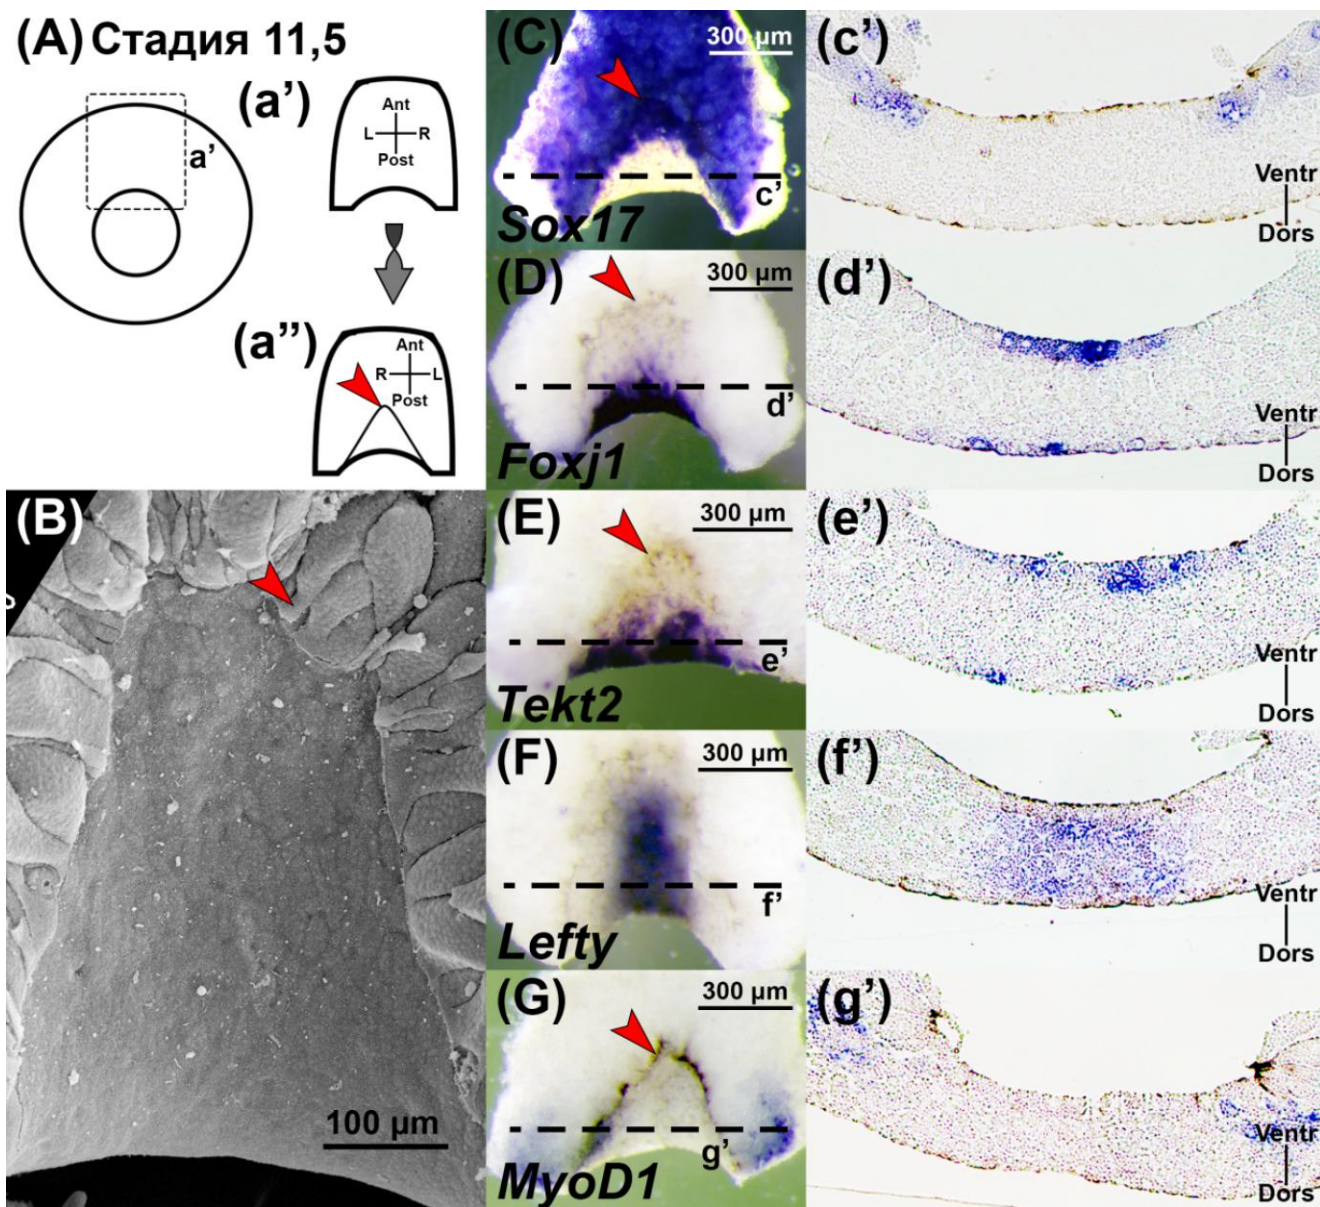 (A) Стадия 11,5
a’
(a’)
Ant
L R
Post
(a’’)
Ant
R L
Post
(B)
100 µm
(C)
300 µm
c’
Sox17
(c’)
Ventr
Dors
(D)
300 µm
d’
Foxj1
(d’)
Ventr
Dors
(E)
300 µm
e’
Tekt2
(e’)
Ventr
Dors
(F)
300 µm
f’
Lefty
(f’)
Ventr
Dors
(G)
300 µm
g’
MyoD1
(g’)
Ventr
Dors